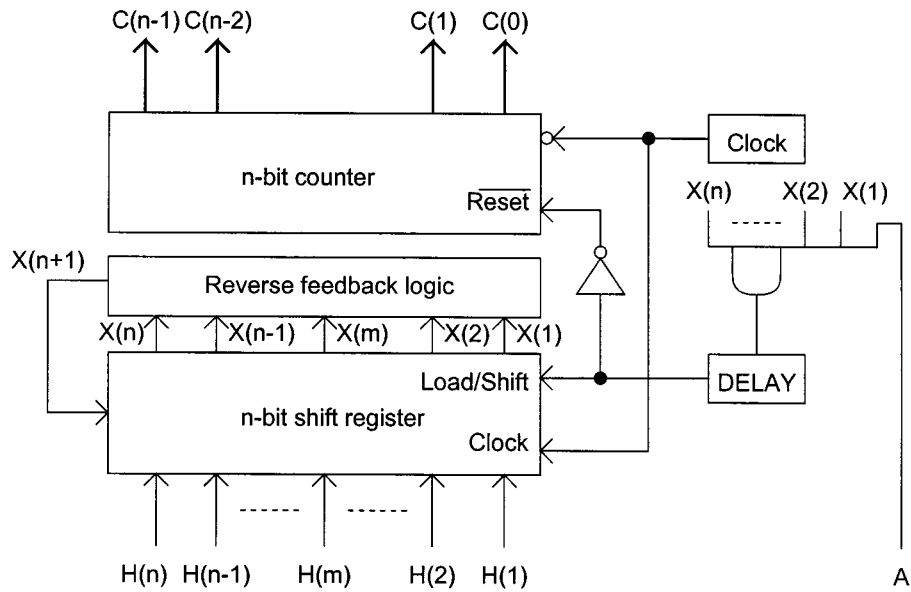 C(n-1) C(n-2) C(1) C(0)
n-bit counter
Reset
Clock
X(n) X(2) X(1)
X(n+1)
Reverse feedback logic
X(n) X(n-1) X(m) X(2) X(1)
Load/Shift
DELAY
n-bit shift register
Clock
H(n) H(n-1) H(m) H(2) H(1)
A